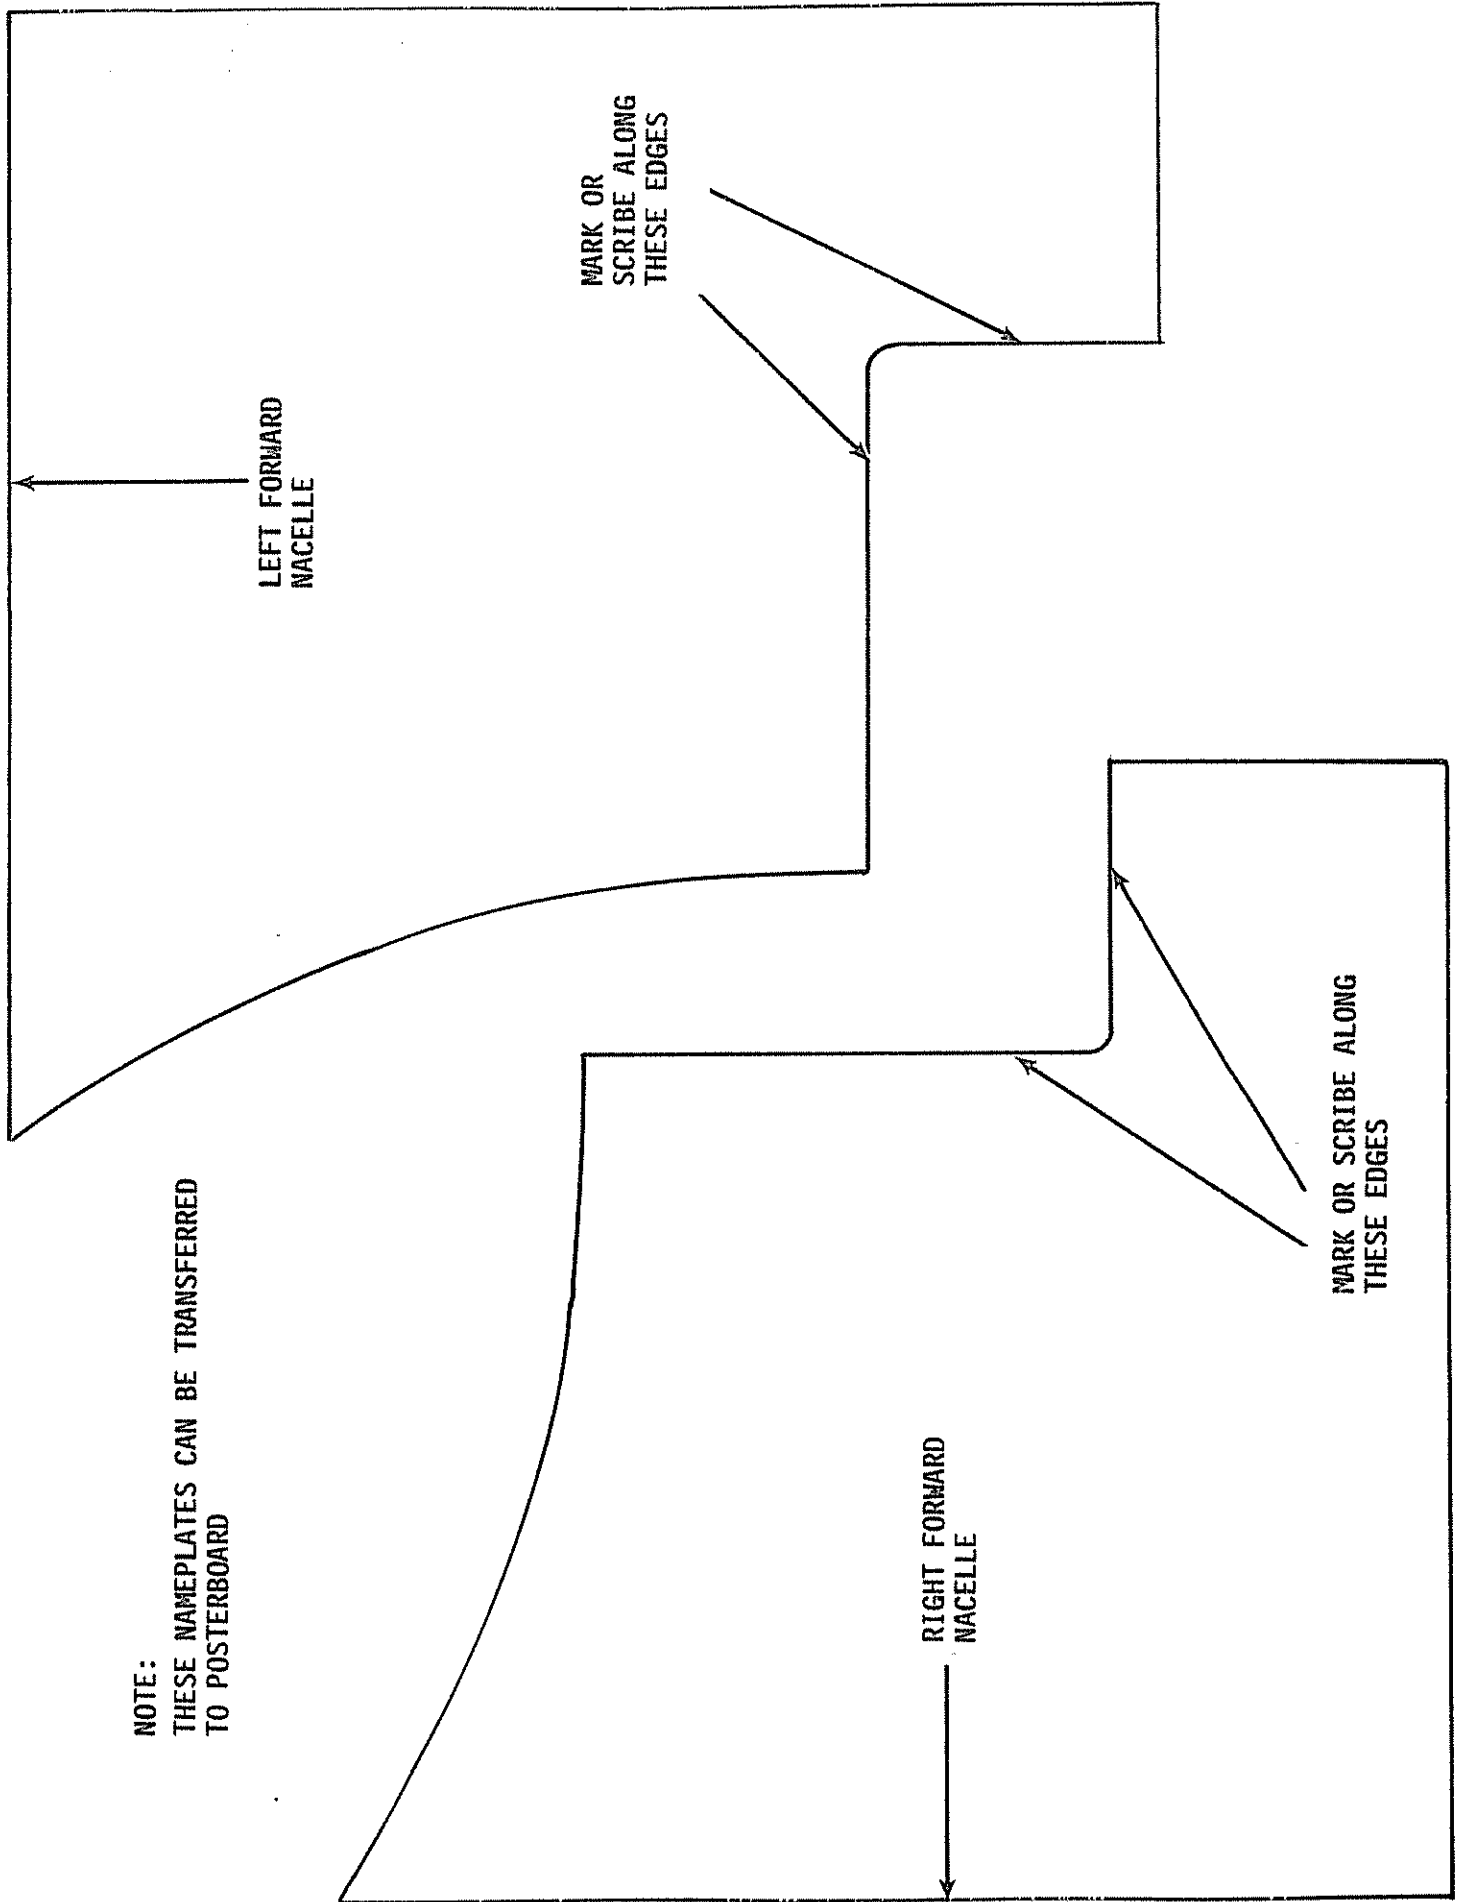 NOTE:
THESE NAMEPLATES CAN BE TRANSFERRED
TO POSTERBOARD
LEFT FORWARD
NACELLE
MARK OR
SCRIBE ALONG
THESE EDGES
RIGHT FORWARD
NACELLE
MARK OR SCRIBE ALONG
THESE EDGES